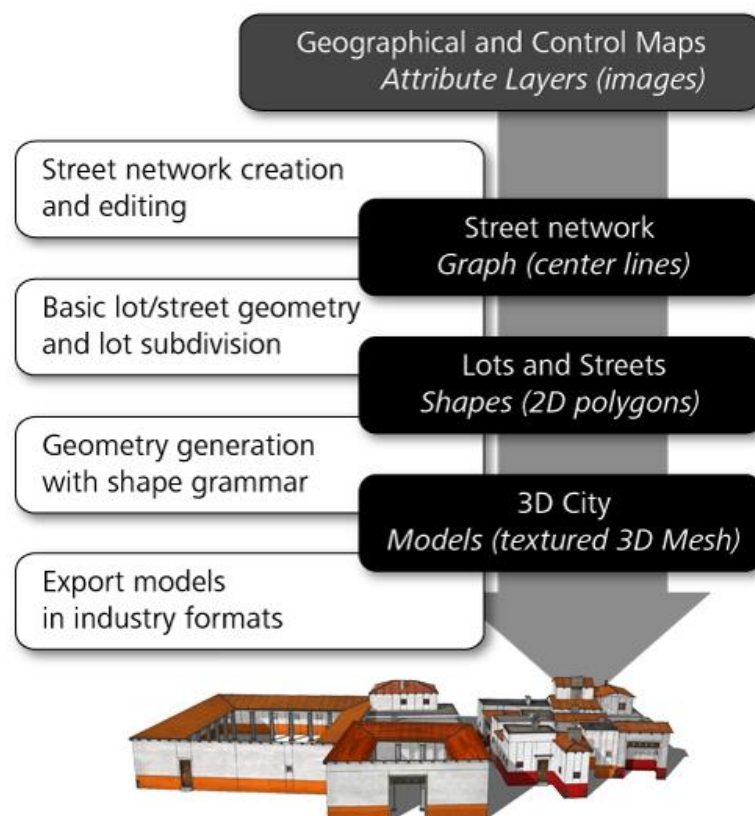 Geographical and Control Maps
Attribute Layers (images)
Street network creation
and editing
Street network
Graph (center lines)
Basic lot/street geometry
and lot subdivision
Lots and Streets
Shapes (2D polygons)
Geometry generation
with shape grammar
3D City
Models (textured 3D Mesh)
Export models
in industry formats